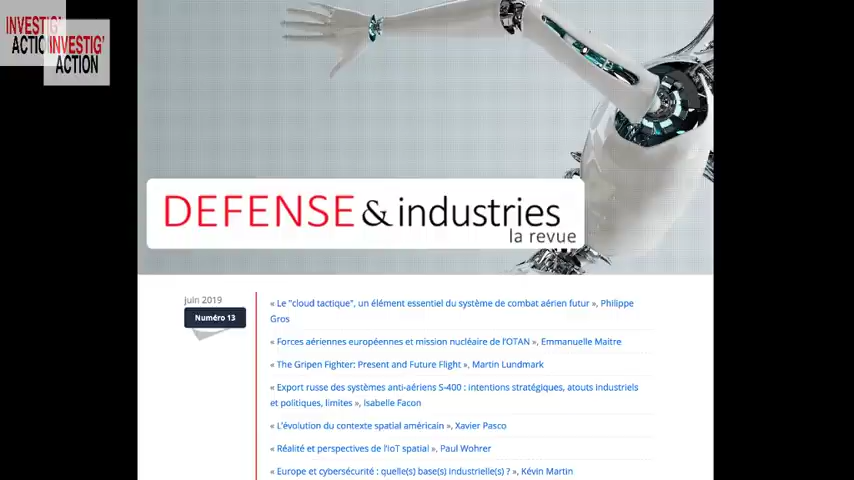 INVESTIG'
ACTION
INVESTIG'
ACTION
DEFENSE & industries
la revue
juin 2019
Numéro 13
« Le "cloud tactique", un élément essentiel du système de combat aérien futur », Philippe
Gros
« Forces aériennes européennes et mission nucléaire de l'OTAN », Emmanuelle Maitre
« The Gripen Fighter: Present and Future Flight », Martin Lundmark
« Export russe des systèmes anti-aériens S-400 : intentions stratégiques, atouts industriels
et politiques, limites », Isabelle Facon
« L'évolution du contexte spatial américain », Xavier Pasco
« Réalité et perspectives de l'IoT spatial », Paul Wohrer
« Europe et cybersécurité : quelle(s) base(s) industrielle(s) ? », Kévin Martin